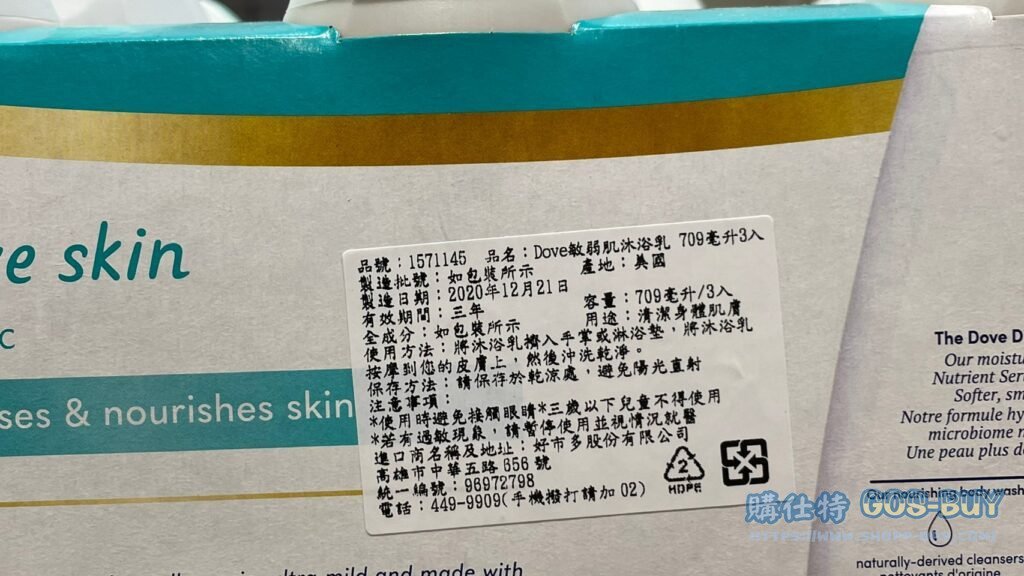 e skin
c
ses & nourishes skin
品號：1571145 品名：Dove敏弱肌沐浴乳 709毫升3入
製造批號：如包裝所示 產地：美國
製造日期：2020年12月21日
有效期間：三年 容量：709毫升/3入
全成分：如包裝所示 用途：清潔身體肌膚
使用方法：將沐浴乳擠入手掌或淋浴墊，將沐浴乳
按摩到您的皮膚上，然後沖洗乾淨。
保存方法：請保存於乾涼處，避免陽光直射
注意事項：
*使用時避免接觸眼睛*三歲以下兒童不得使用
*若有過敏現象，請暫停使用並視情況就醫
進口商名稱及地址：好市多股份有限公司
高雄市中華五路 656 號
統一編號：96972798
電話：449-9909(手機撥打請加 02)
2
HDPE
The Dove D
Our moistu
Nutrient Ser
Softer, sm
Notre formule hy
microbiome n
Une peau plus d
Our nourishing body wash
naturally-derived cleansers
nettoyants d'origine
ultra mild and made with
購仕特 GOS-BUY
HTTPS://WWW.SHOPP-BUY.COM/